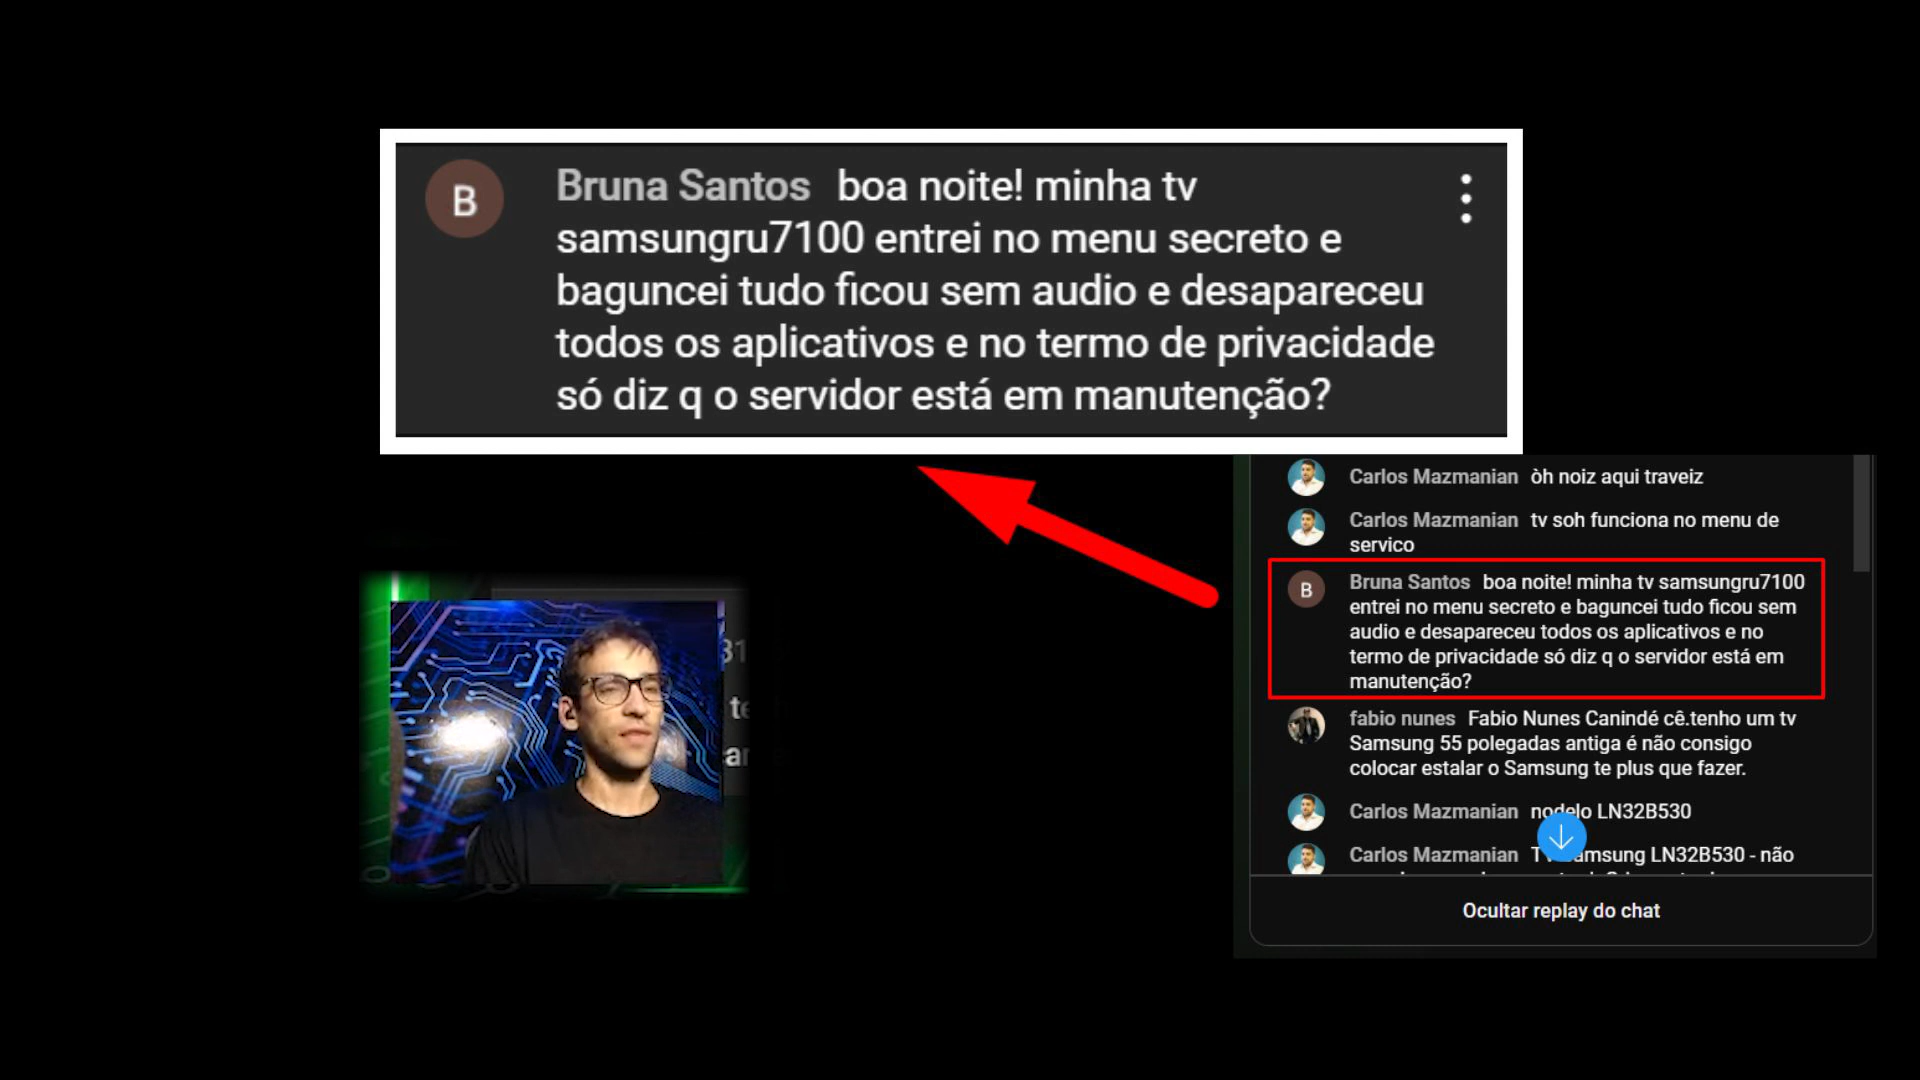 B
Bruna Santos boa noite! minha tv
samsungru7100 entrei no menu secreto e
baguncei tudo ficou sem audio e desapareceu
todos os aplicativos e no termo de privacidade
só diz q o servidor está em manutenção?
Carlos Mazmanian òh noiz aqui traveiz
Carlos Mazmanian tv soh funciona no menu de
servico
B
Bruna Santos boa noite! minha tv samsungru7100
entrei no menu secreto e baguncei tudo ficou sem
audio e desapareceu todos os aplicativos e no
termo de privacidade só diz q o servidor está em
manutenção?
fabio nunes Fabio Nunes Canindé cê.tenho um tv
Samsung 55 polegadas antiga é não consigo
colocar estalar o Samsung te plus que fazer.
Carlos Mazmanian nodelo LN32B530
Carlos Mazmanian LN32B530 - não
Ocultar replay do chat